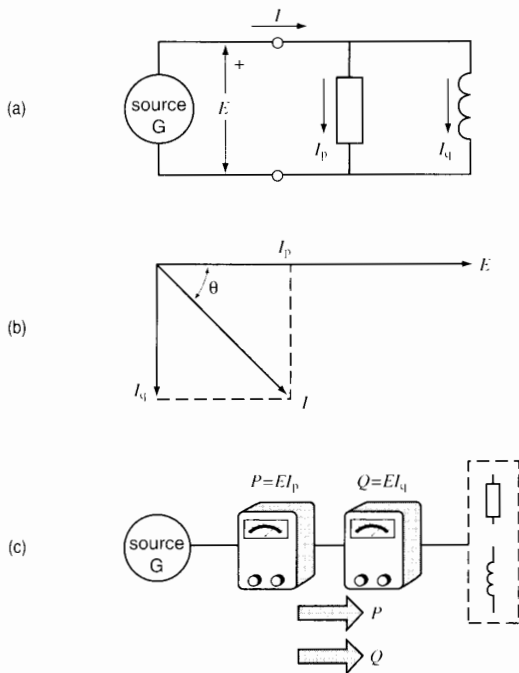 I
(a)
source
G
+
E
Ip
Iq
(b)
Ip
E
θ
Iq
I
P=EIp
Q=EIq
(c)
source
G
P
Q